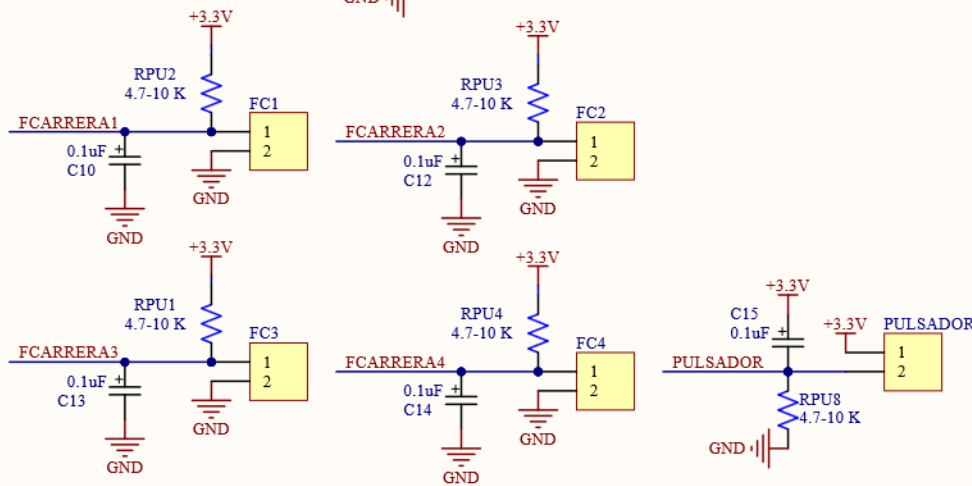 GND
+3.3V
RPU2
4.7-10 K
FC1
FCARRERA1
1
2
0.1uF
+
C10
GND
GND
+3.3V
RPU3
4.7-10 K
FC2
FCARRERA2
1
2
0.1uF
+
C12
GND
GND
+3.3V
RPU1
4.7-10 K
FC3
FCARRERA3
1
2
0.1uF
+
C13
GND
GND
+3.3V
RPU4
4.7-10 K
FC4
FCARRERA4
1
2
0.1uF
+
C14
GND
GND
+3.3V
C15
0.1uF
+
+3.3V
PULSADOR
PULSADOR
1
2
RPU8
4.7-10 K
GND